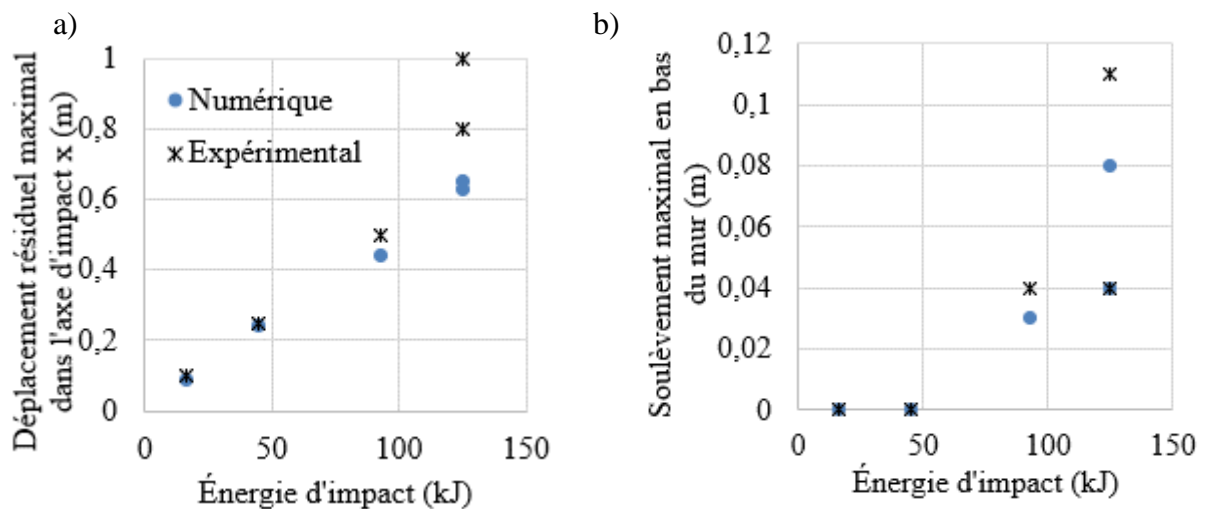 a)
Déplacement résiduel maximal
dans l'axe d'impact x (m)
1
0,8
0,6
0,4
0,2
0
Numérique
Expérimental
0 50 100 150
Énergie d'impact (kJ)
b)
Soulèvement maximal en bas
du mur (m)
0,12
0,1
0,08
0,06
0,04
0,02
0
0 50 100 150
Énergie d'impact (kJ)